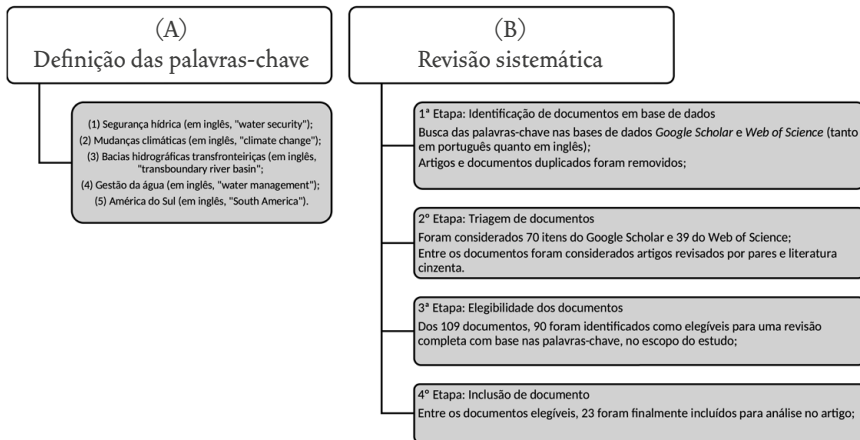 (A)
Definição das palavras-chave
(1) Segurança hídrica (em inglês, "water security");
(2) Mudanças climáticas (em inglês, "climate change");
(3) Bacias hidrográficas transfronteiriças (em inglês,
"transboundary river basin";
(4) Gestão da água (em inglês, "water management");
(5) América do Sul (em inglês, "South America").
(B)
Revisão sistemática
1ª Etapa: Identificação de documentos em base de dados
Busca das palavras-chave nas bases de dados Google Scholar e Web of Science (tanto
em português quanto em inglês);
Artigos e documentos duplicados foram removidos;
2º Etapa: Triagem de documentos
Foram considerados 70 itens do Google Scholar e 39 do Web of Science;
Entre os documentos foram considerados artigos revisados por pares e literatura
cinzenta.
3ª Etapa: Elegibilidade dos documentos
Dos 109 documentos, 90 foram identificados como elegíveis para uma revisão
completa com base nas palavras-chave, no escopo do estudo;
4º Etapa: Inclusão de documento
Entre os documentos elegíveis, 23 foram finalmente incluídos para análise no artigo;